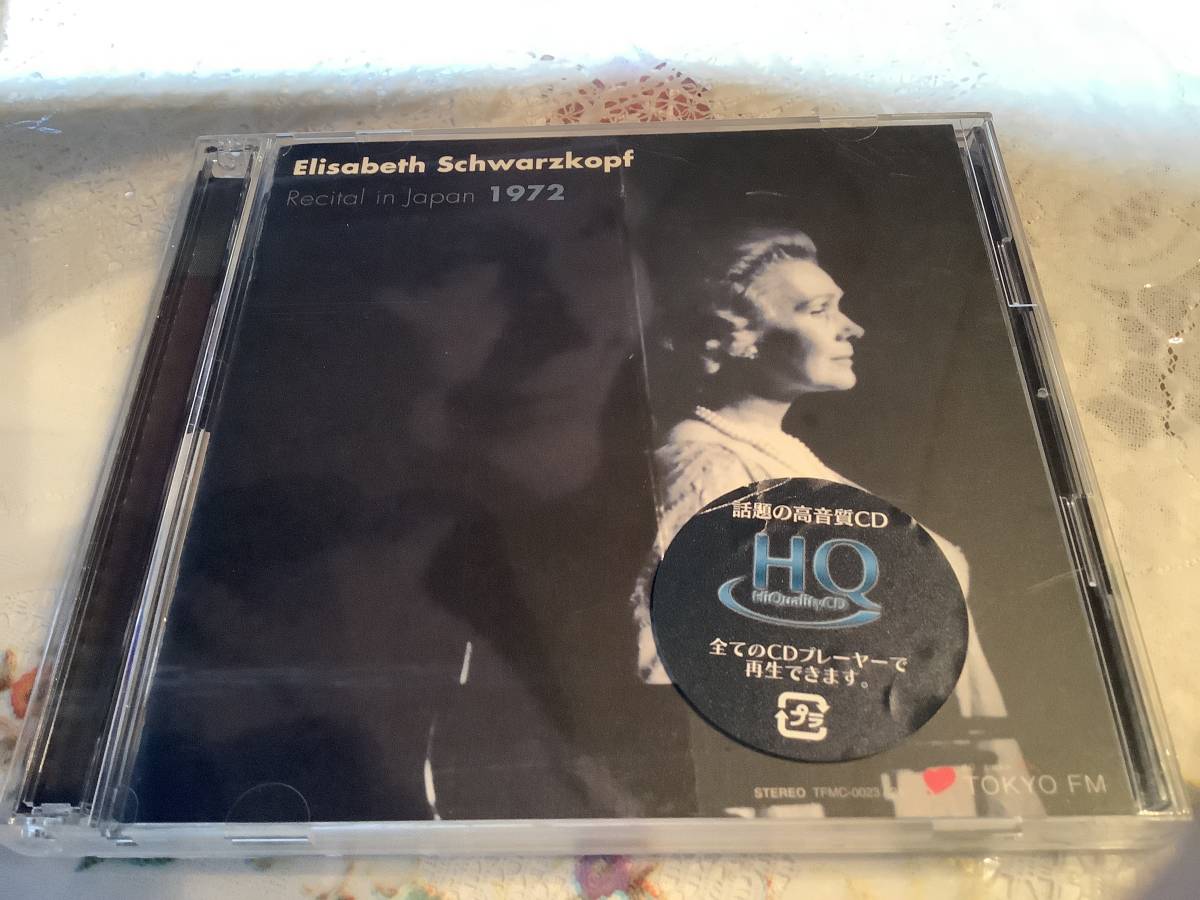 Elisabeth Schwarzkopf
Recital in Japan 1972
話題の高音質CD
HQ
HiQualityCD
全てのCDプレーヤーで
再生できます。
プラ
STEREO TFMC-0023
TOKYO FM